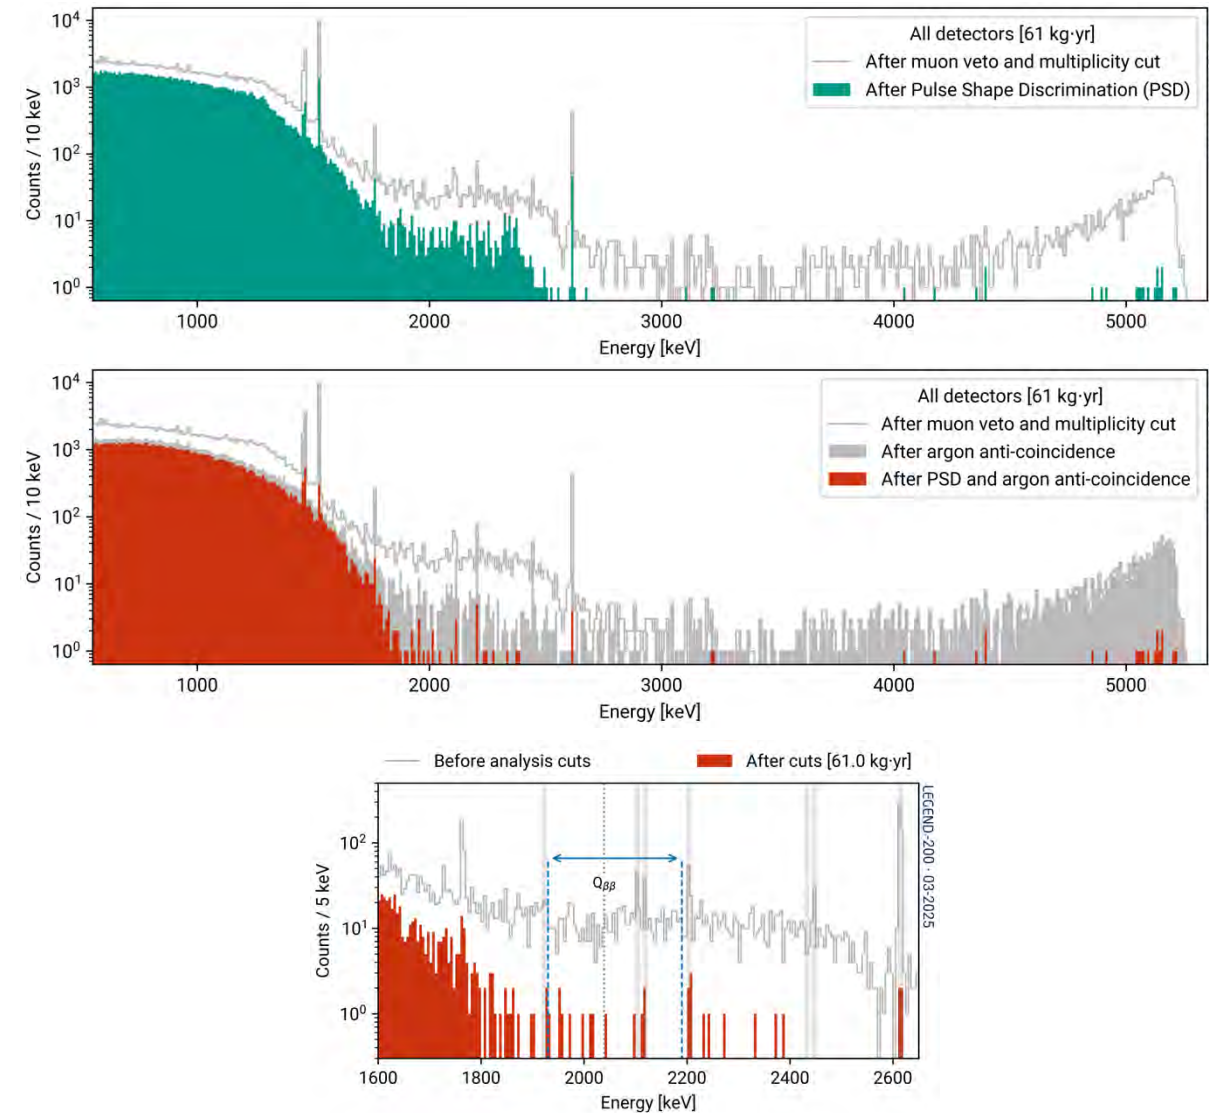 All detectors [61 kg·yr]
After muon veto and multiplicity cut
After Pulse Shape Discrimination (PSD)
Counts / 10 keV
10⁴
10³
10²
10¹
10⁰
1000 2000 3000 4000 5000
Energy [keV]
All detectors [61 kg·yr]
After muon veto and multiplicity cut
After argon anti-coincidence
After PSD and argon anti-coincidence
Counts / 10 keV
10⁴
10³
10²
10¹
10⁰
1000 2000 3000 4000 5000
Energy [keV]
Before analysis cuts After cuts [61.0 kg·yr]
Counts / 5 keV
10²
10¹
10⁰
Qββ
LEGEND-200 · 03-2025
1600 1800 2000 2200 2400 2600
Energy [keV]